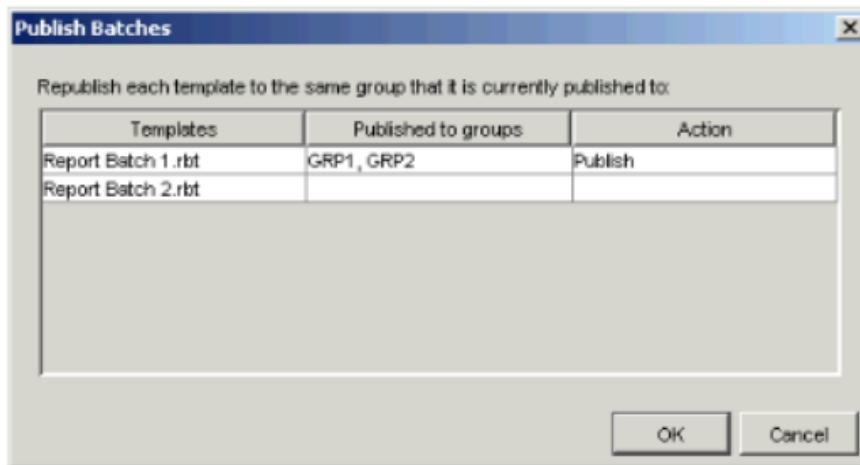 Publish Batches
Republish each template to the same group that it is currently published to:
Templates Published to groups Action
Report Batch 1.rbt GRP1, GRP2 Publish
Report Batch 2.rbt
OK Cancel